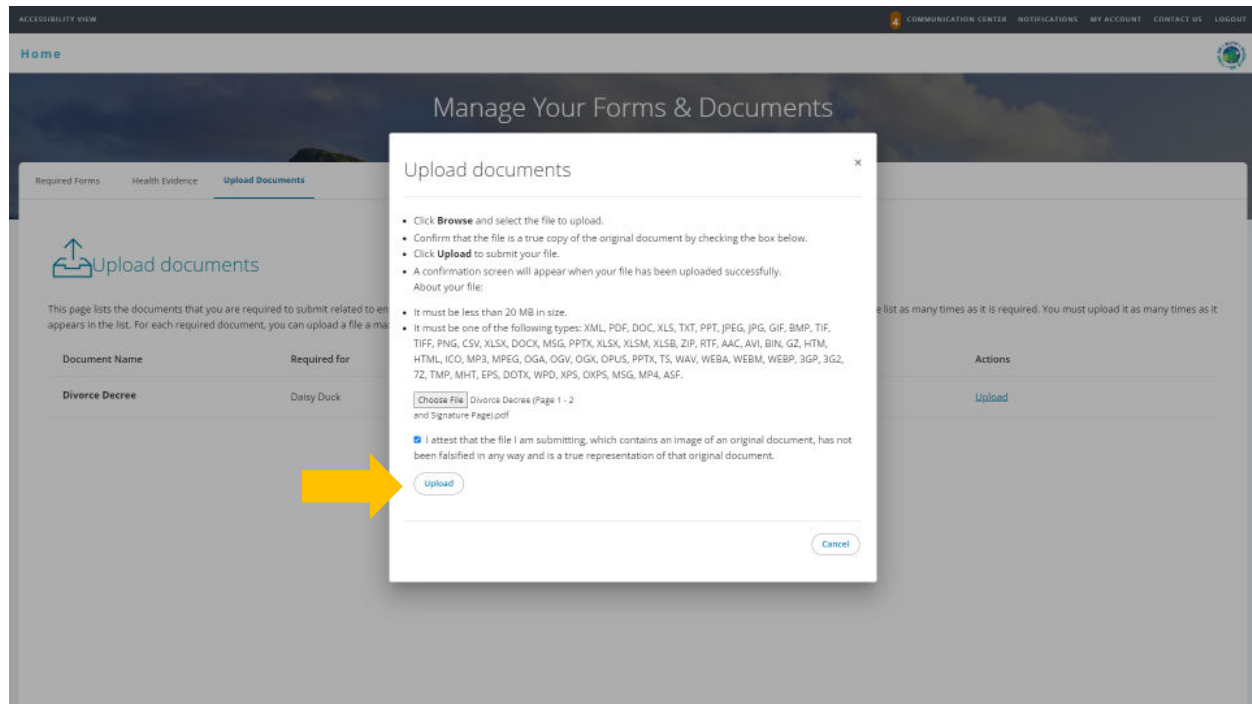 ACCESSIBILITY VIEW
4 COMMUNICATION CENTER NOTIFICATIONS MY ACCOUNT CONTACT US LOGOUT
Home
Manage Your Forms & Documents
Required Forms Health Evidence Upload Documents
Upload documents
This page lists the documents that you are required to submit related to en
e list as many times as it is required. You must upload it as many times as it
appears in the list. For each required document, you can upload a file a ma
Document Name Required for Actions
Divorce Decree Daisy Duck Upload
Upload documents ×
• Click Browse and select the file to upload.
• Confirm that the file is a true copy of the original document by checking the box below.
• Click Upload to submit your file.
• A confirmation screen will appear when your file has been uploaded successfully.
About your file:
• It must be less than 20 MB in size.
• It must be one of the following types: XML, PDF, DOC, XLS, TXT, PPT, JPEG, JPG, GIF, BMP, TIF,
TIFF, PNG, CSV, XLSX, DOCX, MSG, PPTX, XLSX, XLSM, XLSB, ZIP, RTF, AAC, AVI, BIN, GZ, HTM,
HTML, ICO, MP3, MPEG, OGA, OGV, OGX, OPUS, PPTX, TS, WAV, WEBA, WEBM, WEBP, 3GP, 3G2,
7Z, TMP, MHT, EPS, DOTX, WPD, XPS, OXPS, MSG, MP4, ASF.
Choose File Divorce Decree (Page 1 - 2
and Signature Page).pdf
I attest that the file I am submitting, which contains an image of an original document, has not
been falsified in any way and is a true representation of that original document.
Upload
Cancel